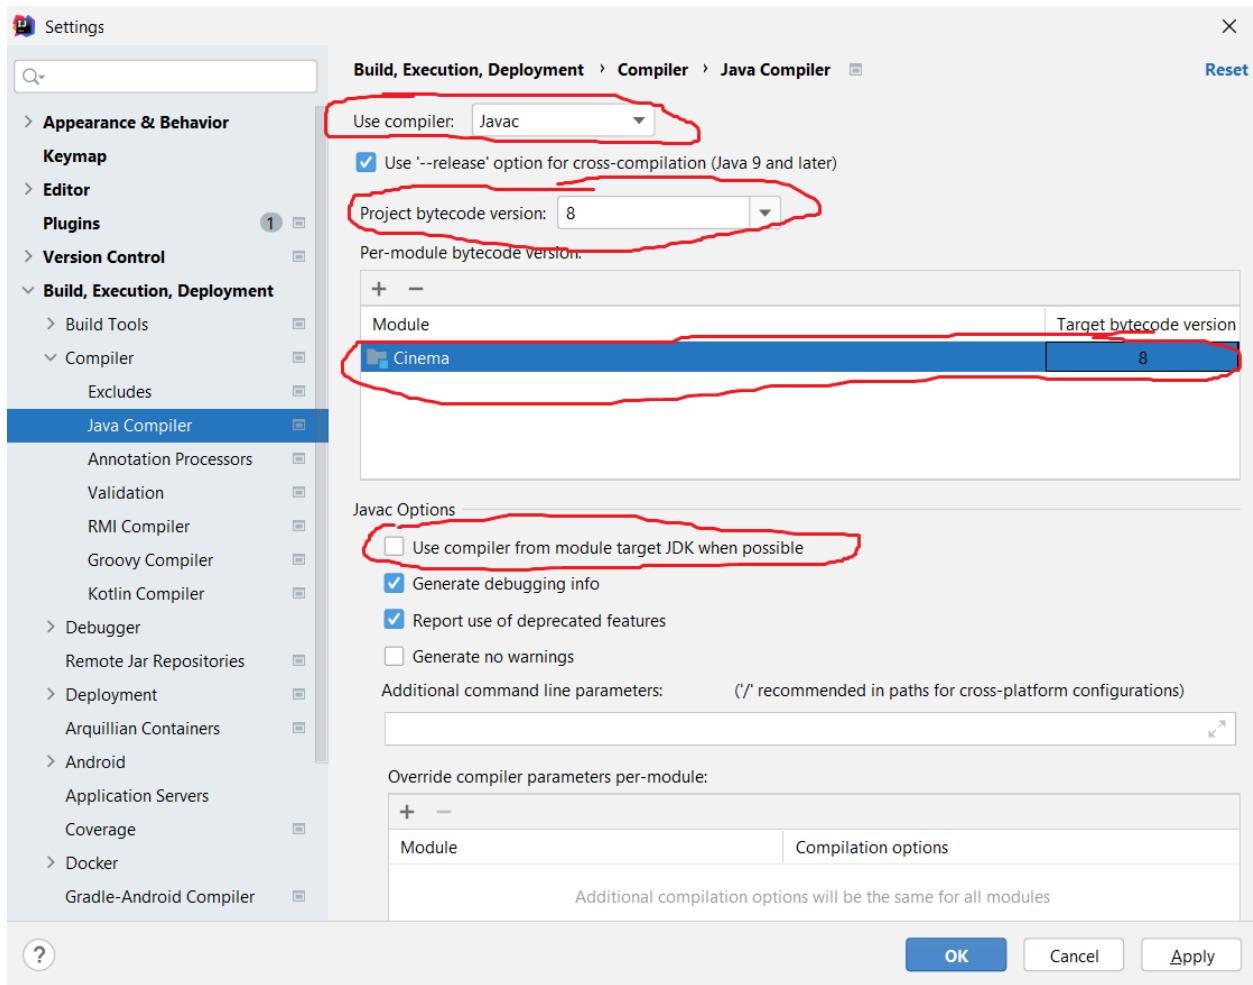 Settings
Build, Execution, Deployment › Compiler › Java Compiler
Reset
Appearance & Behavior
Keymap
Editor
Plugins 1
Version Control
Build, Execution, Deployment
Build Tools
Compiler
Excludes
Java Compiler
Annotation Processors
Validation
RMI Compiler
Groovy Compiler
Kotlin Compiler
Debugger
Remote Jar Repositories
Deployment
Arquillian Containers
Android
Application Servers
Coverage
Docker
Gradle-Android Compiler
Use compiler: Javac
Use '--release' option for cross-compilation (Java 9 and later)
Project bytecode version: 8
Per-module bytecode version:
Module Target bytecode version
Cinema 8
Javac Options
Use compiler from module target JDK when possible
Generate debugging info
Report use of deprecated features
Generate no warnings
Additional command line parameters: ('/' recommended in paths for cross-platform configurations)
Override compiler parameters per-module:
Module Compilation options
Additional compilation options will be the same for all modules
? OK Cancel Apply